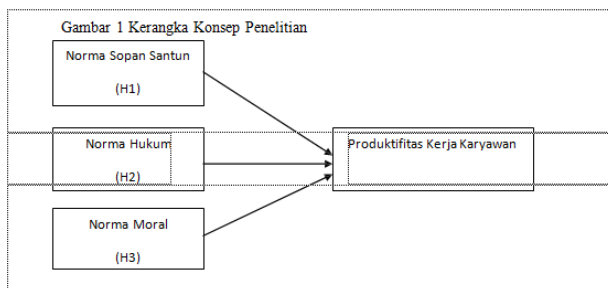 Gambar 1 Kerangka Konsep Penelitian
Norma Sopan Santun
(H1)
Norma Hukum
(H2)
Produktifitas Kerja Karyawan
Norma Moral
(H3)